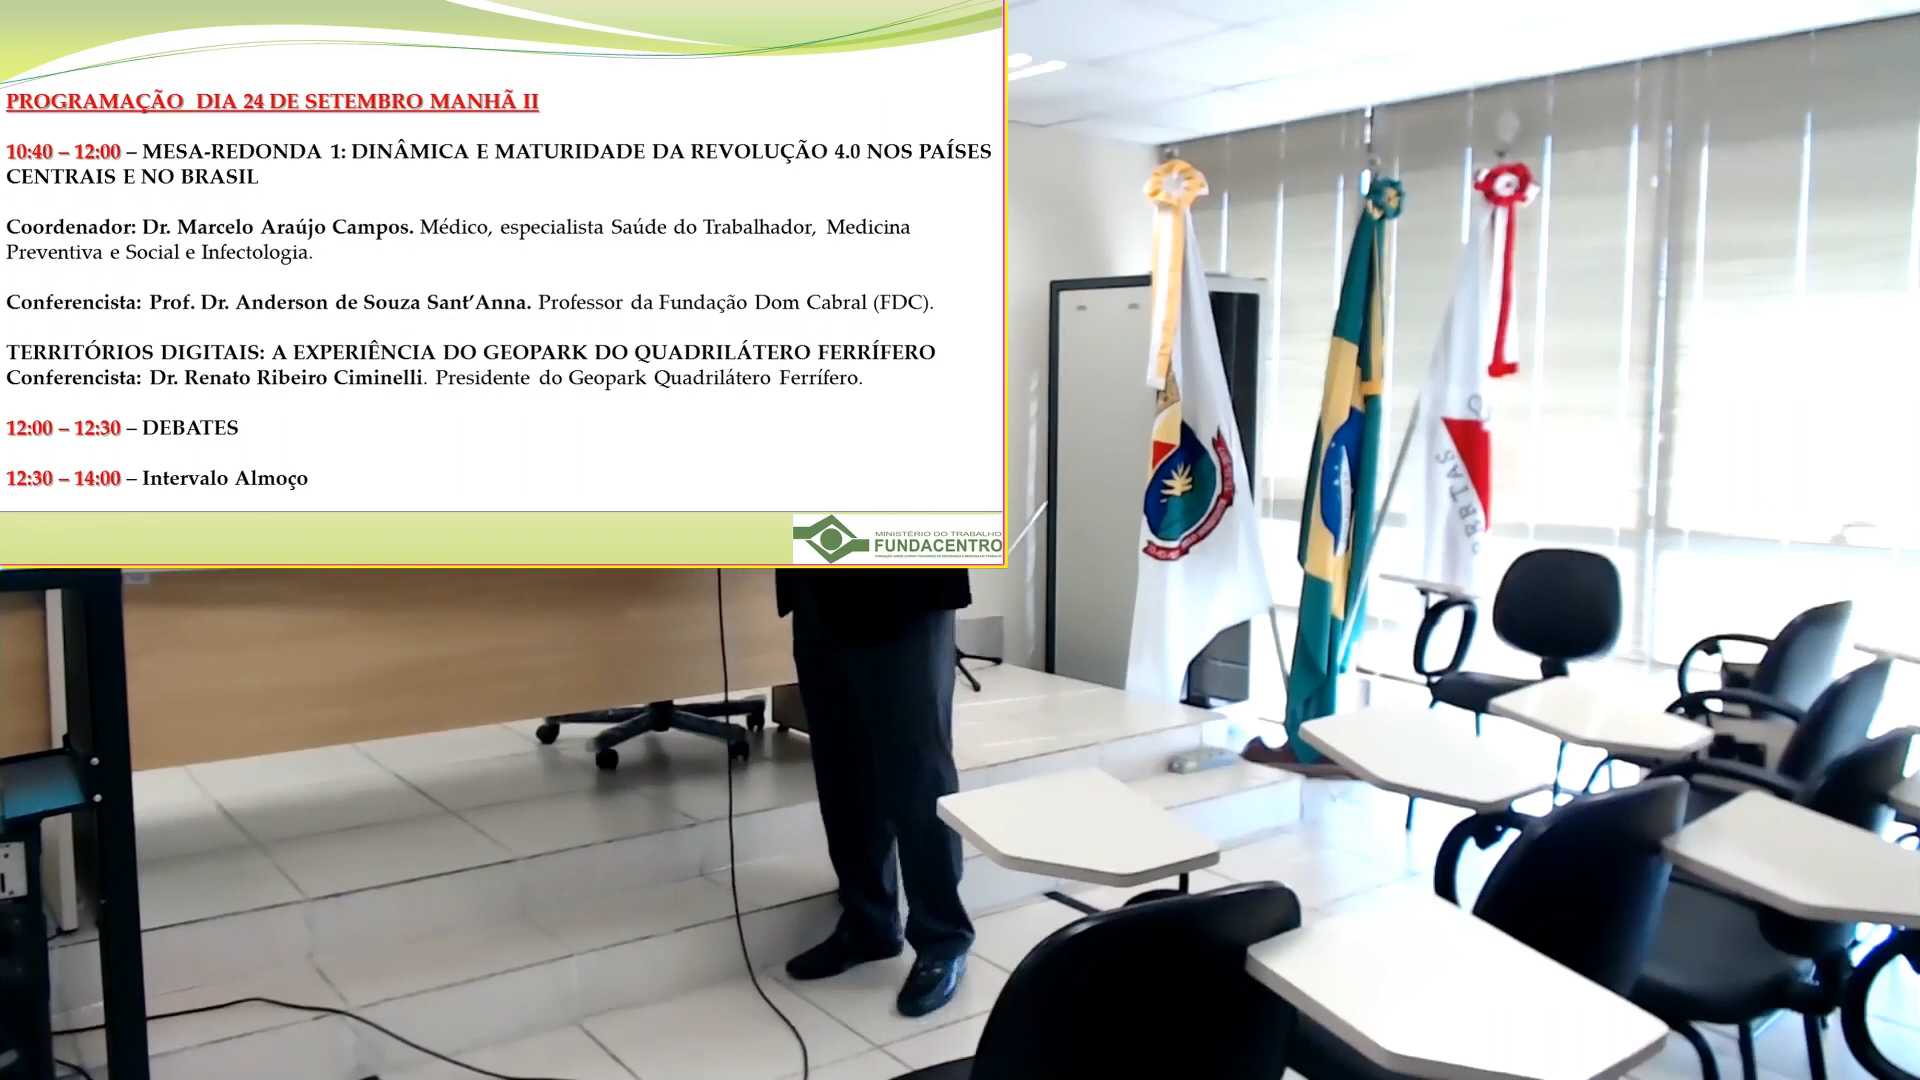 PROGRAMAÇÃO DIA 24 DE SETEMBRO MANHÃ II
10:40 – 12:00 – MESA-REDONDA 1: DINÂMICA E MATURIDADE DA REVOLUÇÃO 4.0 NOS PAÍSES
CENTRAIS E NO BRASIL
Coordenador: Dr. Marcelo Araújo Campos. Médico, especialista Saúde do Trabalhador, Medicina
Preventiva e Social e Infectologia.
Conferencista: Prof. Dr. Anderson de Souza Sant’Anna. Professor da Fundação Dom Cabral (FDC).
TERRITÓRIOS DIGITAIS: A EXPERIÊNCIA DO GEOPARK DO QUADRILÁTERO FERRÍFERO
Conferencista: Dr. Renato Ribeiro Ciminelli. Presidente do Geopark Quadrilátero Ferrífero.
12:00 – 12:30 – DEBATES
12:30 – 14:00 – Intervalo Almoço
MINISTÉRIO DO TRABALHO
FUNDACENTRO